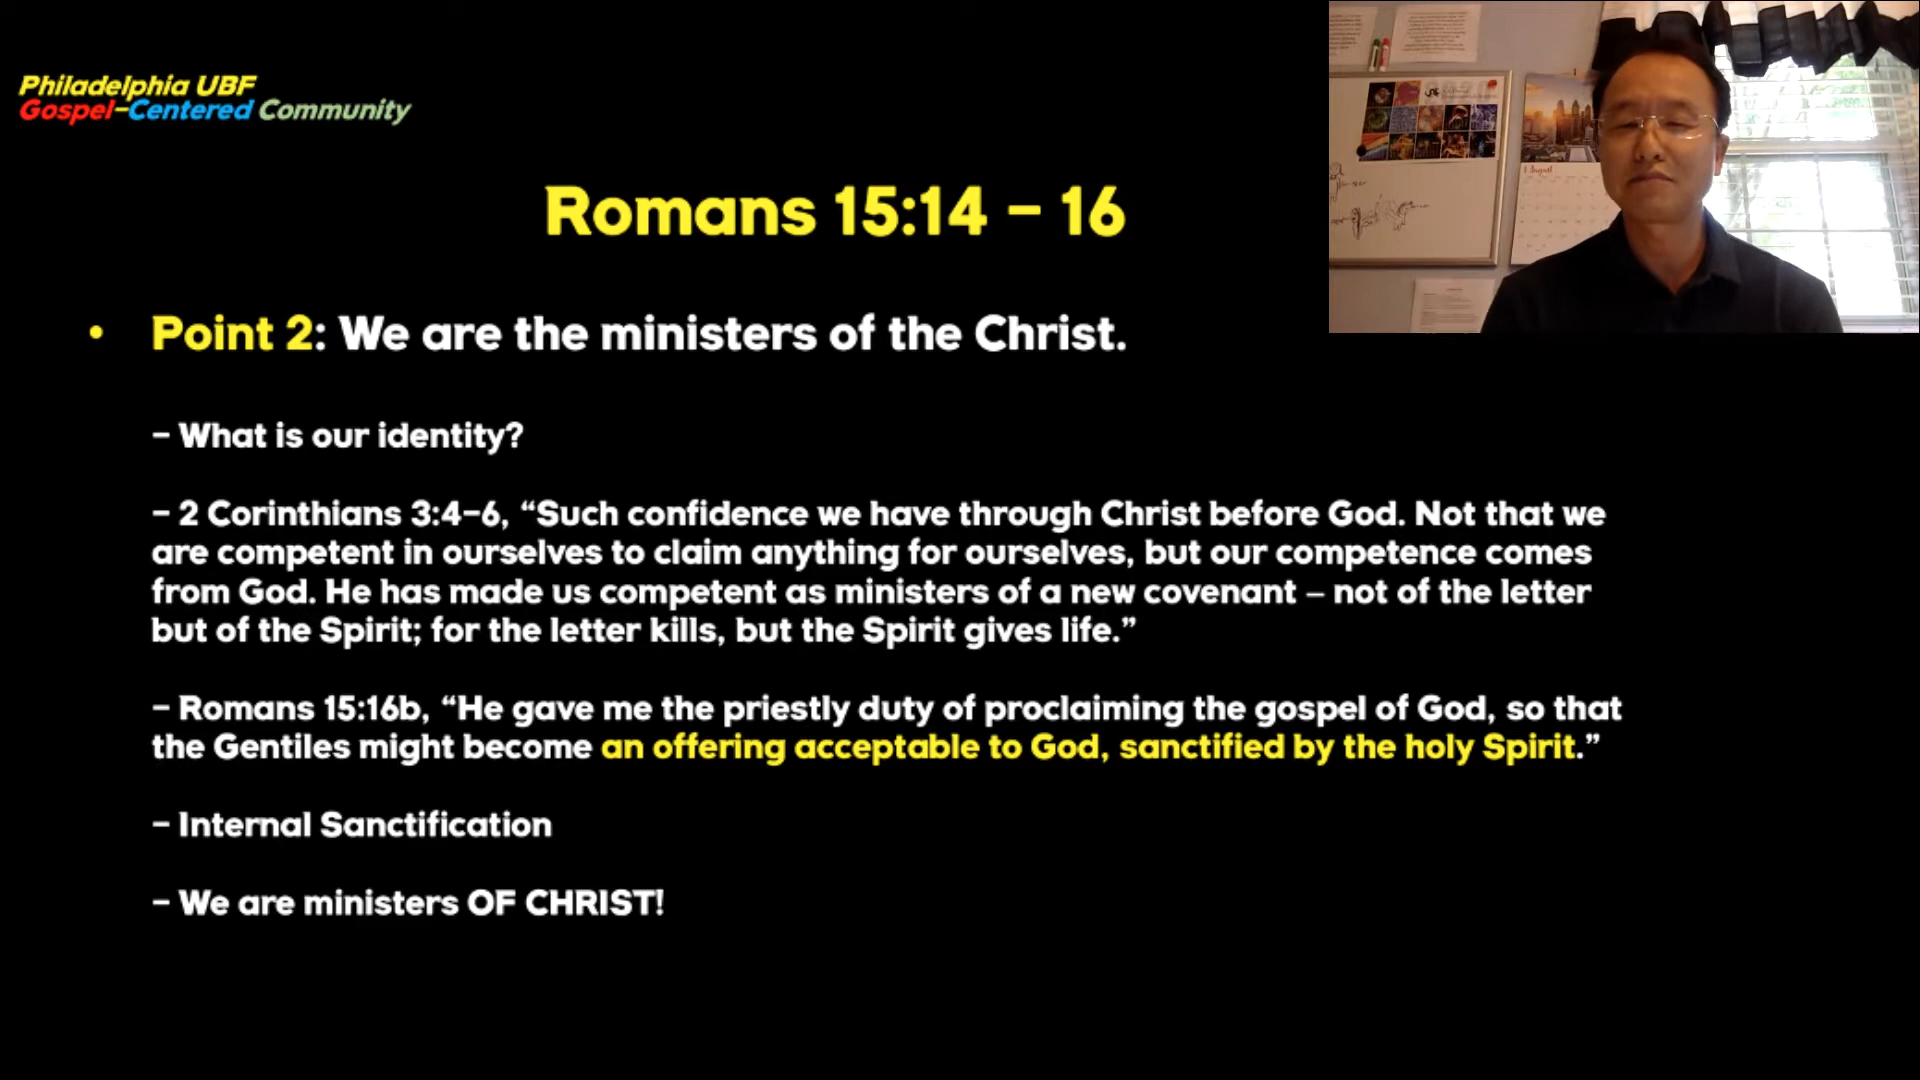 Philadelphia UBF
Gospel-Centered Community
Romans 15:14 – 16
• Point 2: We are the ministers of the Christ.
– What is our identity?
– 2 Corinthians 3:4–6, “Such confidence we have through Christ before God. Not that we
are competent in ourselves to claim anything for ourselves, but our competence comes
from God. He has made us competent as ministers of a new covenant – not of the letter
but of the Spirit; for the letter kills, but the Spirit gives life.”
– Romans 15:16b, “He gave me the priestly duty of proclaiming the gospel of God, so that
the Gentiles might become an offering acceptable to God, sanctified by the holy Spirit.”
– Internal Sanctification
– We are ministers OF CHRIST!
August